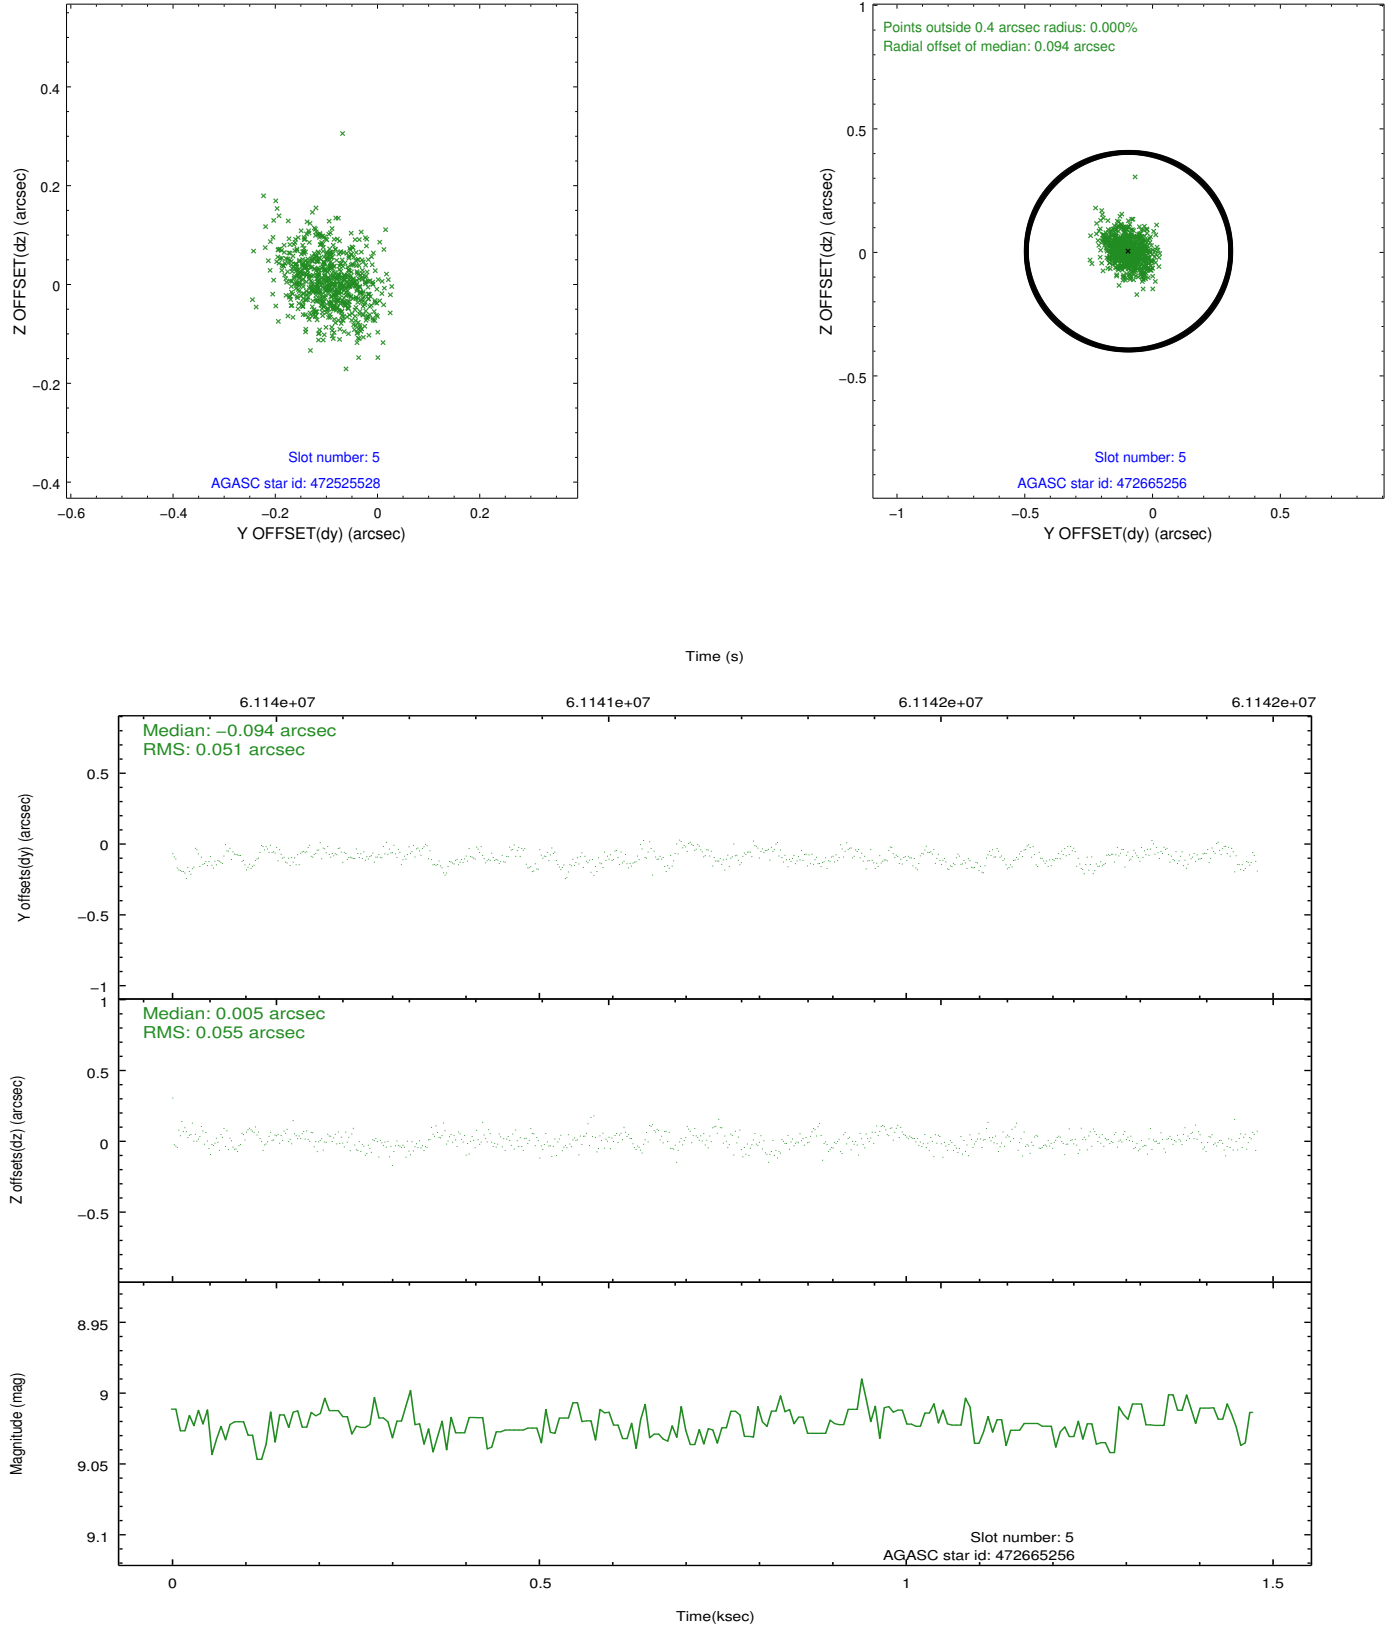 0.4
0.2
0
−0.2
−0.4
Z OFFSET(dz) (arcsec)
Slot number: 5
AGASC star id: 472525528
−0.6 −0.4 −0.2 0 0.2
Y OFFSET(dy) (arcsec)
Points outside 0.4 arcsec radius: 0.000%
Radial offset of median: 0.094 arcsec
1
0.5
0
−0.5
Z OFFSET(dz) (arcsec)
Slot number: 5
AGASC star id: 472665256
−1 −0.5 0 0.5
Y OFFSET(dy) (arcsec)
Time (s)
6.114e+07 6.1141e+07 6.1142e+07 6.1142e+07
Median: −0.094 arcsec
RMS: 0.051 arcsec
0.5
0
−0.5
−1
Y offsets(dy) (arcsec)
Median: 0.005 arcsec
RMS: 0.055 arcsec
1
0.5
0
−0.5
Z offsets(dz) (arcsec)
8.95
9
9.05
9.1
Magnitude (mag)
Slot number: 5
AGASC star id: 472665256
0 0.5 1 1.5
Time(ksec)